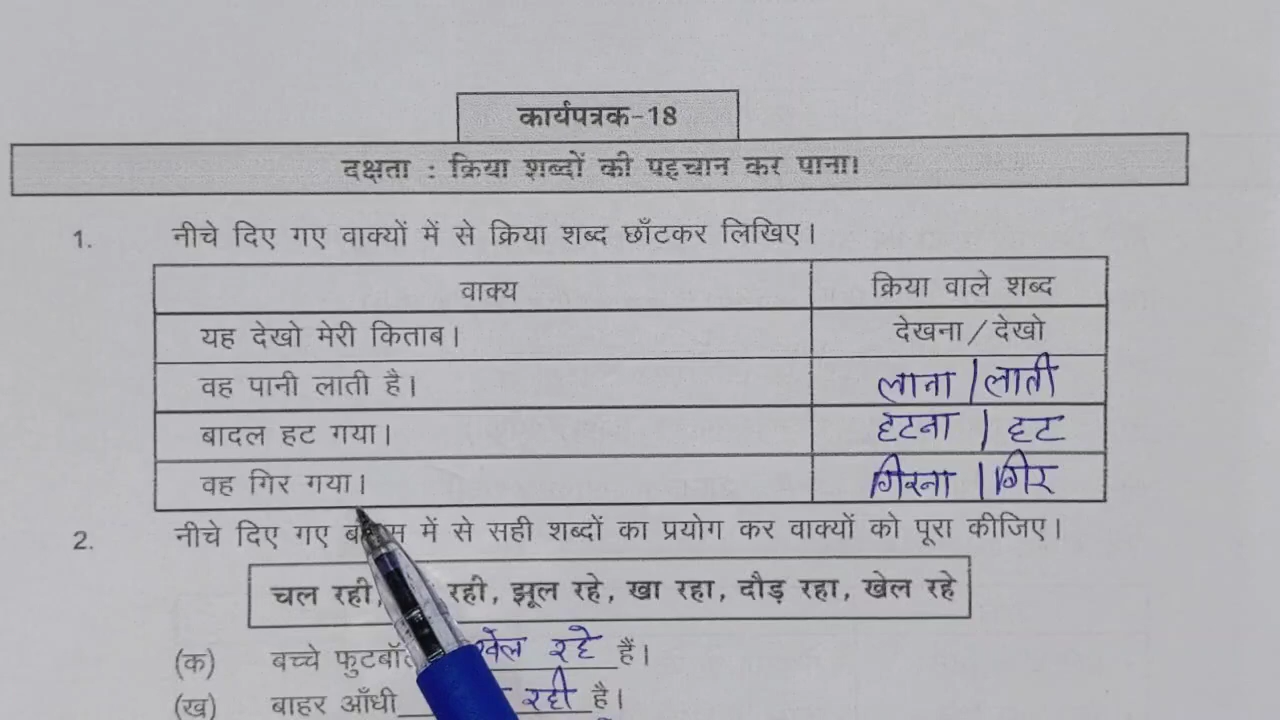 कार्यपत्रक-18
दक्षता : क्रिया शब्दों की पहचान कर पाना।
1. नीचे दिए गए वाक्यों में से क्रिया शब्द छाँटकर लिखिए।
वाक्य क्रिया वाले शब्द
यह देखो मेरी किताब। देखना / देखो
वह पानी लाती है। लाना / लाती
बादल हट गया। हटना / हट
वह गिर गया। गिरना / गिर
2. नीचे दिए गए में से सही शब्दों का प्रयोग कर वाक्यों को पूरा कीजिए।
चल रही, रही, झूल रहे, खा रहा, दौड़ रहा, खेल रहे
(क) बच्चे खेल रहे हैं।
(ख) बाहर आँधी रही है।